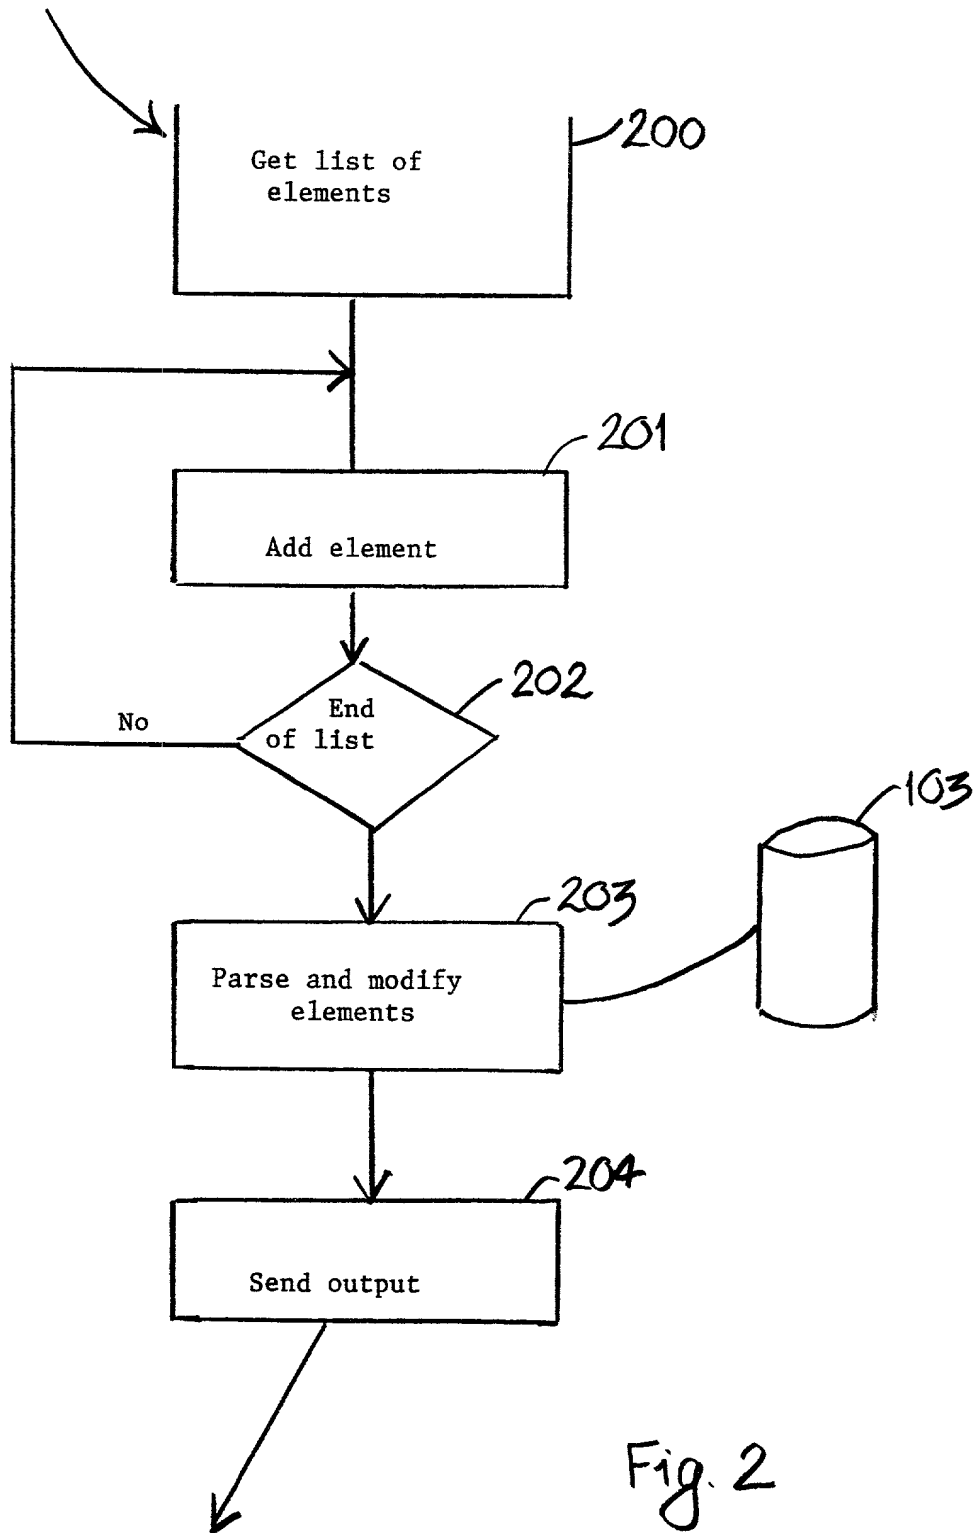 200
Get list of
elements
201
Add element
202
End
of list
No
103
203
Parse and modify
elements
204
Send output
Fig. 2